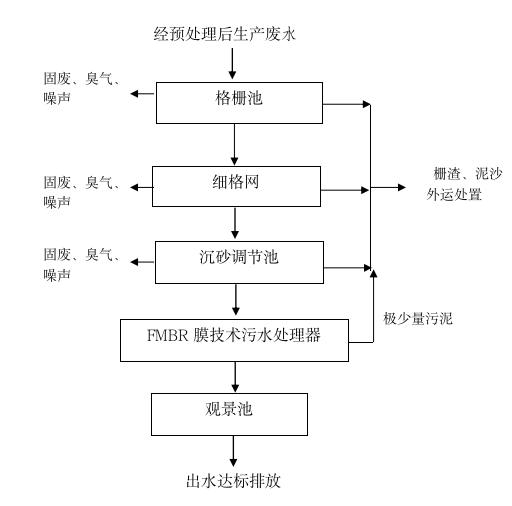 经预处理后生产废水
固废、臭气、
噪声
格栅池
固废、臭气、
噪声
细格网
栅渣、泥沙
外运处置
固废、臭气、
噪声
沉砂调节池
极少量污泥
FMBR 膜技术污水处理器
观景池
出水达标排放